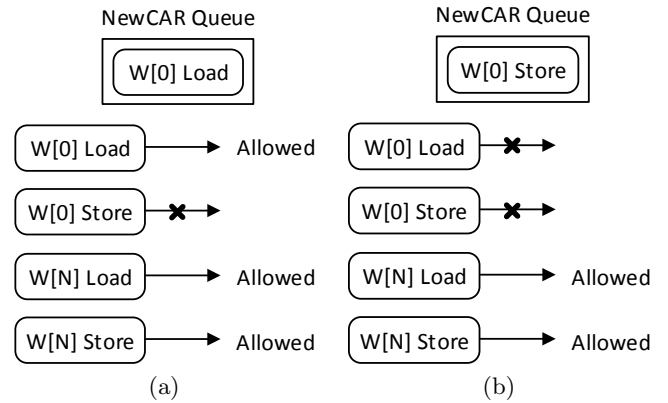 NewCAR Queue
W[0] Load
W[0] Load Allowed
W[0] Store
W[N] Load Allowed
W[N] Store Allowed
(a)
NewCAR Queue
W[0] Store
W[0] Load
W[0] Store
W[N] Load Allowed
W[N] Store Allowed
(b)